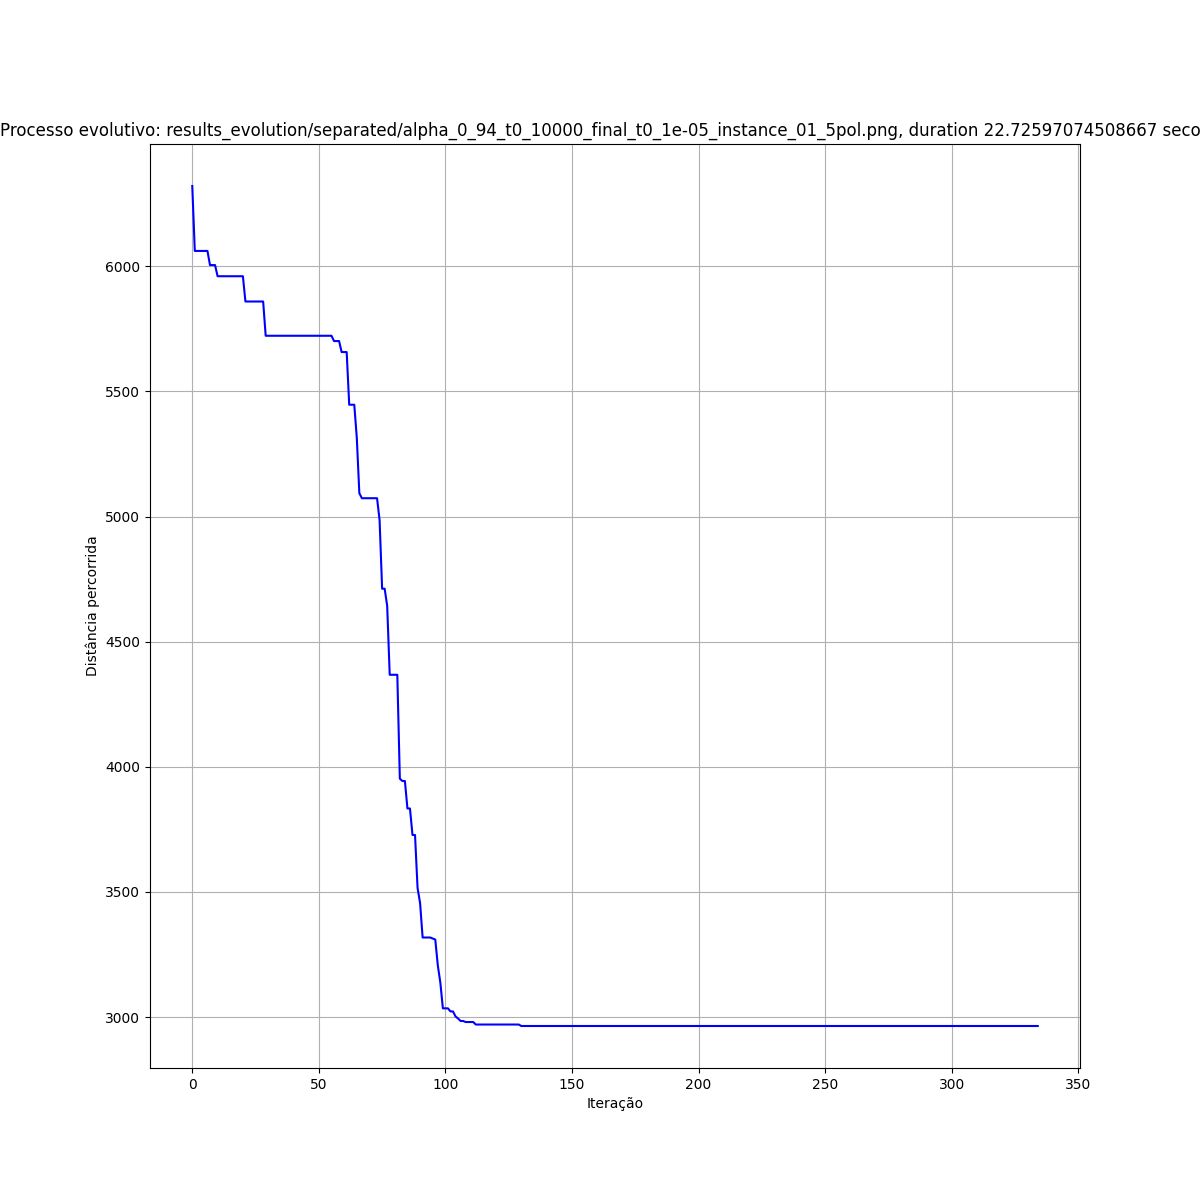 Processo evolutivo: results_evolution/separated/alpha_0_94_t0_10000_final_t0_1e-05_instance_01_5pol.png, duration 22.72597074508667 seco
6000
5500
5000
4500
4000
3500
3000
Distância percorrida
0 50 100 150 200 250 300 350
Iteração